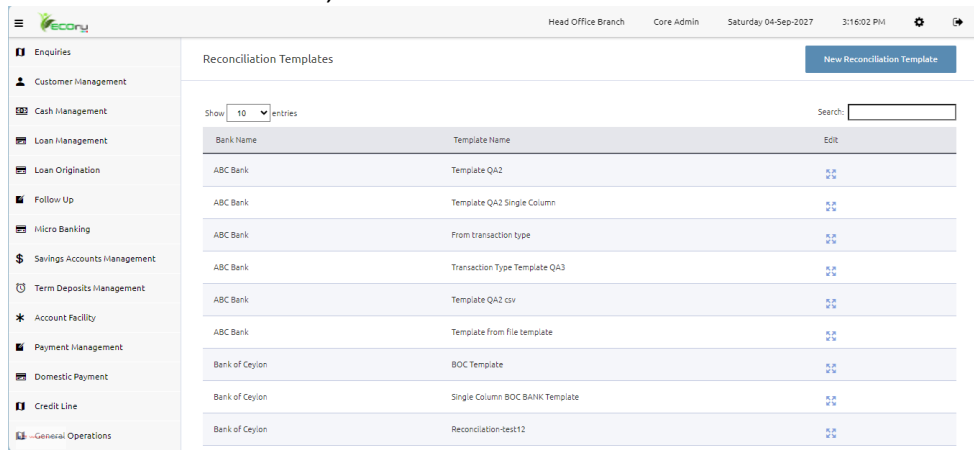 ecory
Head Office Branch Core Admin Saturday 04-Sep-2027 3:16:02 PM
Enquiries
Customer Management
Cash Management
Loan Management
Loan Origination
Follow Up
Micro Banking
Savings Accounts Management
Term Deposits Management
Account Facility
Payment Management
Domestic Payment
Credit Line
General Operations
Reconciliation Templates New Reconciliation Template
Show 10 entries Search:
Bank Name Template Name Edit
ABC Bank Template QA2
ABC Bank Template QA2 Single Column
ABC Bank From transaction type
ABC Bank Transaction Type Template QA3
ABC Bank Template QA2 csv
ABC Bank Template from file template
Bank of Ceylon BOC Template
Bank of Ceylon Single Column BOC BANK Template
Bank of Ceylon Reconcilation-test12